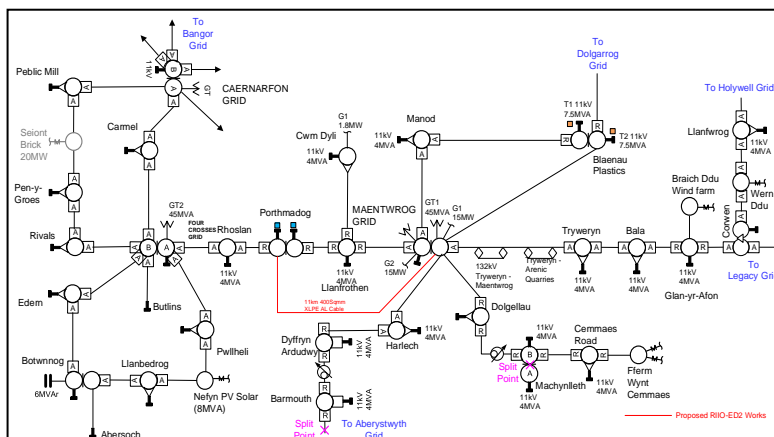 To
Bangor
Grid
To
Dolgarrog
Grid
To Holywell Grid
Peblic Mill
A
A
A
A
11kV
B
A
CAERNARFON
GRID
GT
Carmel
A
A
Seiont
Brick
20MW
M
Pen-y-
Groes
A
A
Rivals
A
A
G1
1.8MW
Cwm Dyli
11kV
4MVA
R
Manod
11kV
4MVA
A
A
T1 11kV
7.5MVA
R
R
T2 11kV
7.5MVA
Blaenau
Plastics
Llanfwrog
11kV
4MVA
A
A
Braich Ddu
Wind farm
M
A
Wern
Ddu
A
M
Corwen
GT2
45MVA
FOUR
CROSSES
GRID
B
A
A
A
A
Rhoslan
A
A
11kV
4MVA
Porthmadog
R
R
MAENTWROG
GRID
GT1
45MVA
G1
15MW
G2
15MW
R
R
R
11kV
4MVA
Llanfrothen
A
A
A
132kV
Tryweryn -
Maentwrog
Tryweryn -
Arenic
Quarries
Tryweryn
A
A
11kV
4MVA
Bala
A
A
11kV
4MVA
R
R
11kV
4MVA
Glan-yr-Afon
A
A
To
Legacy Grid
11km 400Sqmm
XLPE AL Cable
Edern
A
A
Butlins
Pwllheli
A
A
Botwnnog
6MVAr
A
A
Abersoch
Llanbedrog
A
A
Nefyn PV Solar
(8MVA)
M
Dyffryn
Ardudwy
R
R
11kV
4MVA
A
A
Harlech
11kV
4MVA
Barmouth
R
R
11kV
4MVA
Split
Point
To Aberystwyth
Grid
R
R
Dolgellau
11kV
4MVA
R
B
R
Split Point
A
11kV
4MVA
Machynlleth
Cemmaes
Road
R
R
11kV
4MVA
M
M
Fferm
Wynt
Cemmaes
Proposed RIIO-ED2 Works